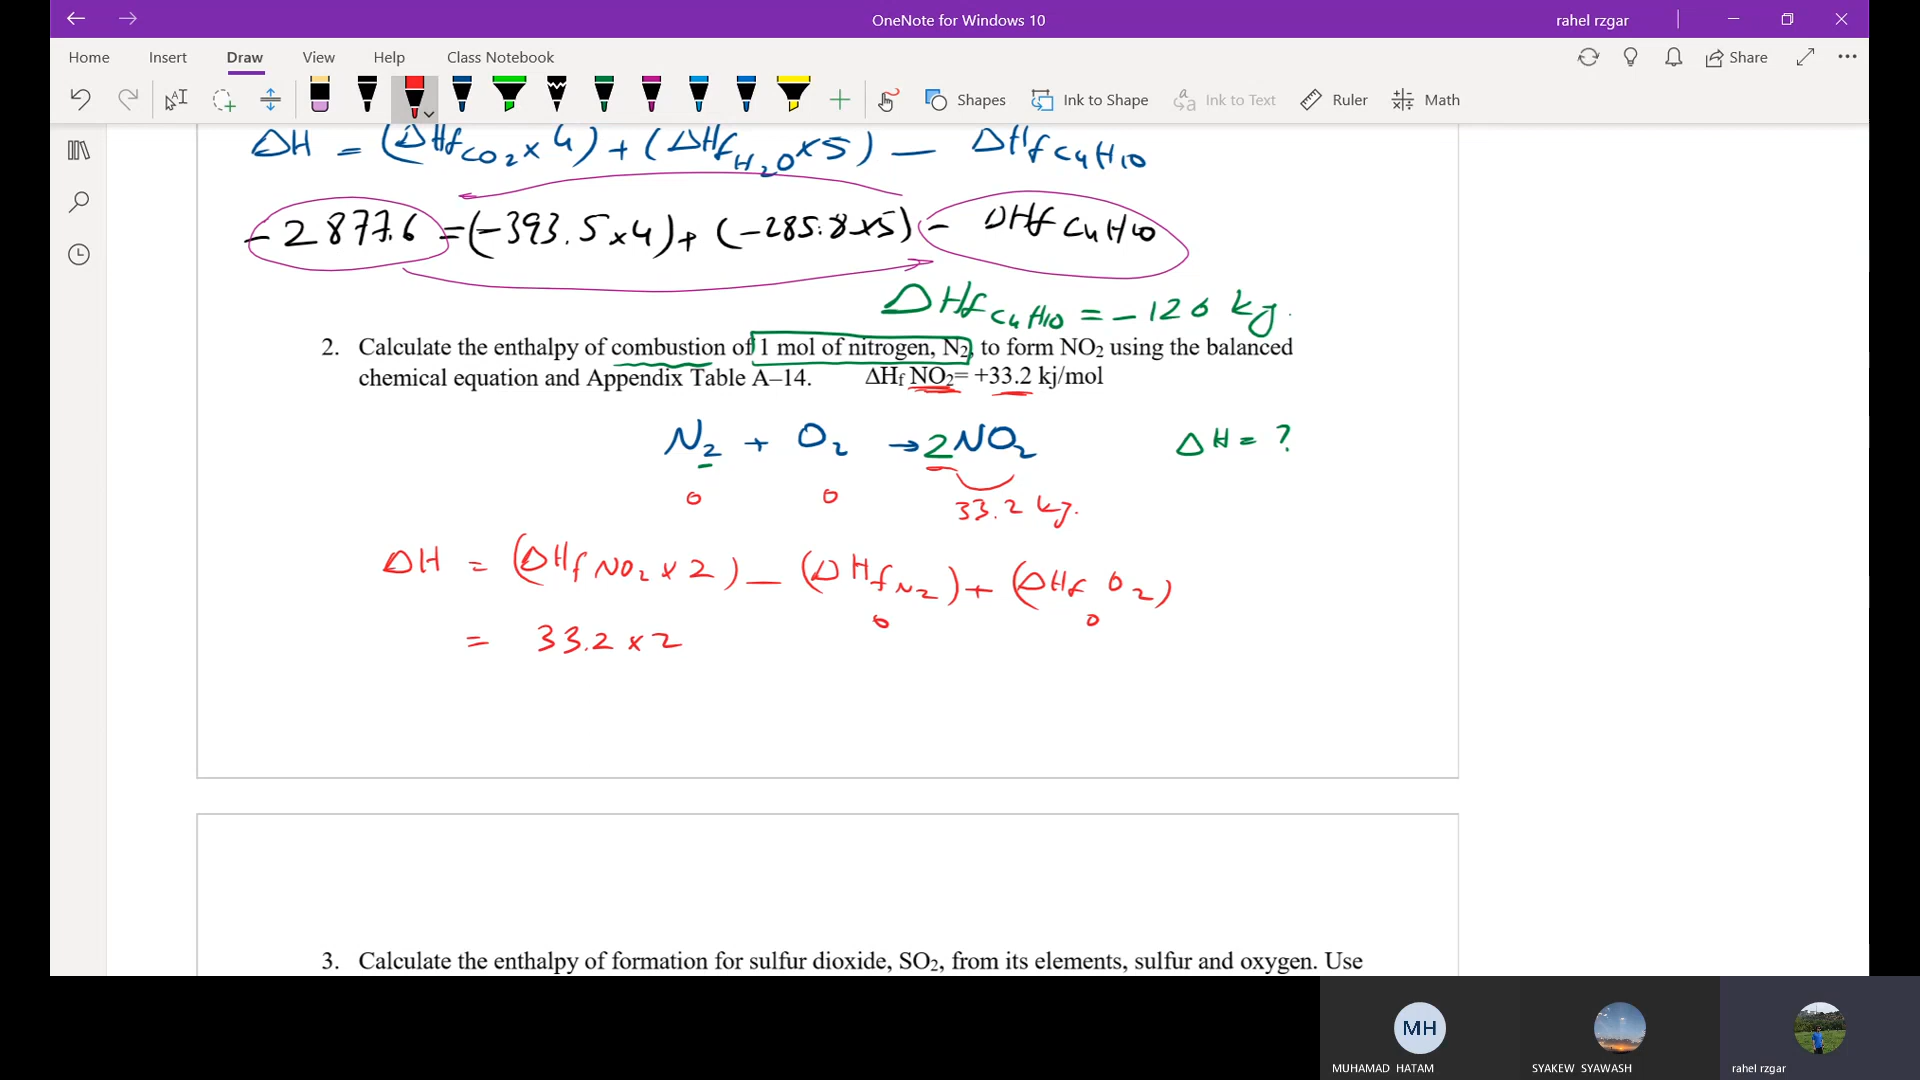 OneNote for Windows 10
rahel rzgar
Home Insert Draw View Help Class Notebook
Share
Shapes Ink to Shape Ink to Text Ruler Math
ΔH = (ΔHf CO₂ x 4) + (ΔHf H₂O x 5) − ΔHf C₄H₁₀
−2877.6 = (−393.5 x 4) + (−285.8 x 5) − ΔHf C₄H₁₀
ΔHf C₄H₁₀ = −126 kJ.
2. Calculate the enthalpy of combustion of 1 mol of nitrogen, N₂, to form NO₂ using the balanced
chemical equation and Appendix Table A–14. ΔHf NO₂= +33.2 kj/mol
N₂ + O₂ → 2NO₂ ΔH = ?
0 0 33.2 kJ.
ΔH = (ΔHf NO₂ x 2) − (ΔHf N₂) + (ΔHf O₂)
0 0
= 33.2 x 2
3. Calculate the enthalpy of formation for sulfur dioxide, SO₂, from its elements, sulfur and oxygen. Use
MH
MUHAMAD HATAM SYAKEW SYAWASH rahel rzgar